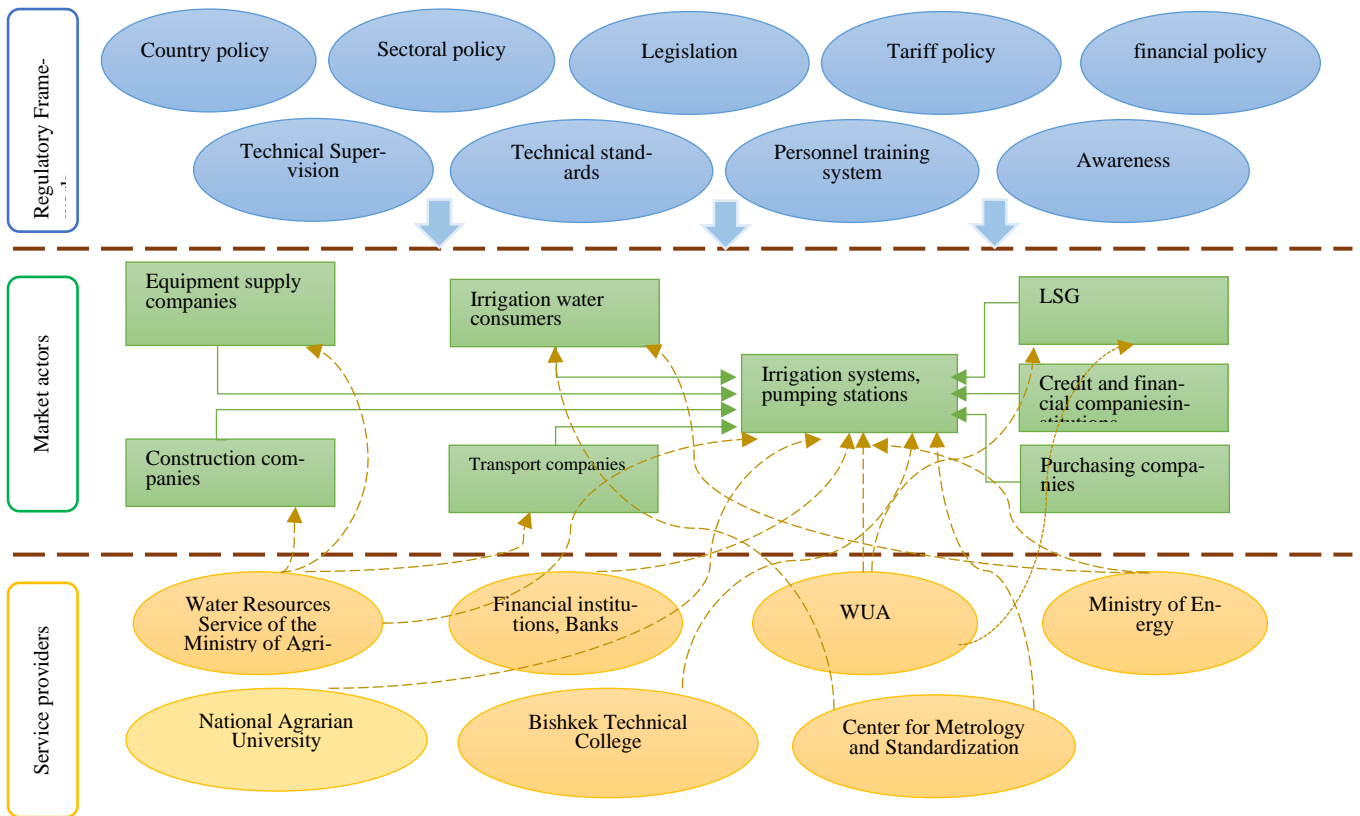 Regulatory Frame-
Country policy
Sectoral policy
Legislation
Tariff policy
financial policy
Technical Super-
vision
Technical stand-
ards
Personnel training
system
Awareness
Market actors
Equipment supply
companies
Irrigation water
consumers
LSG
Irrigation systems,
pumping stations
Credit and finan-
cial companiesin-
stitutions
Construction com-
panies
Transport companies
Purchasing compa-
nies
Service providers
Water Resources
Service of the
Ministry of Agri-
Financial institu-
tions, Banks
WUA
Ministry of En-
ergy
National Agrarian
University
Bishkek Technical
College
Center for Metrology
and Standardization